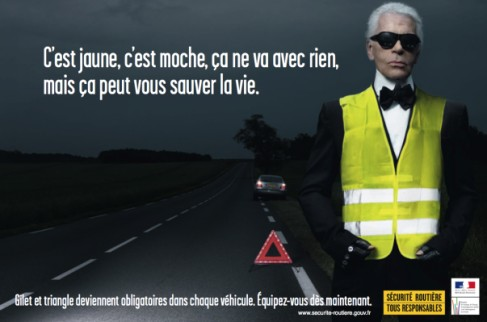 C'est jaune, c'est moche, ça ne va avec rien,
mais ça peut vous sauver la vie.
Gilet et triangle deviennent obligatoires dans chaque véhicule. Équipez-vous dès maintenant.
www.securite-routiere.gouv.fr
SÉCURITÉ ROUTIÈRE
TOUS RESPONSABLES